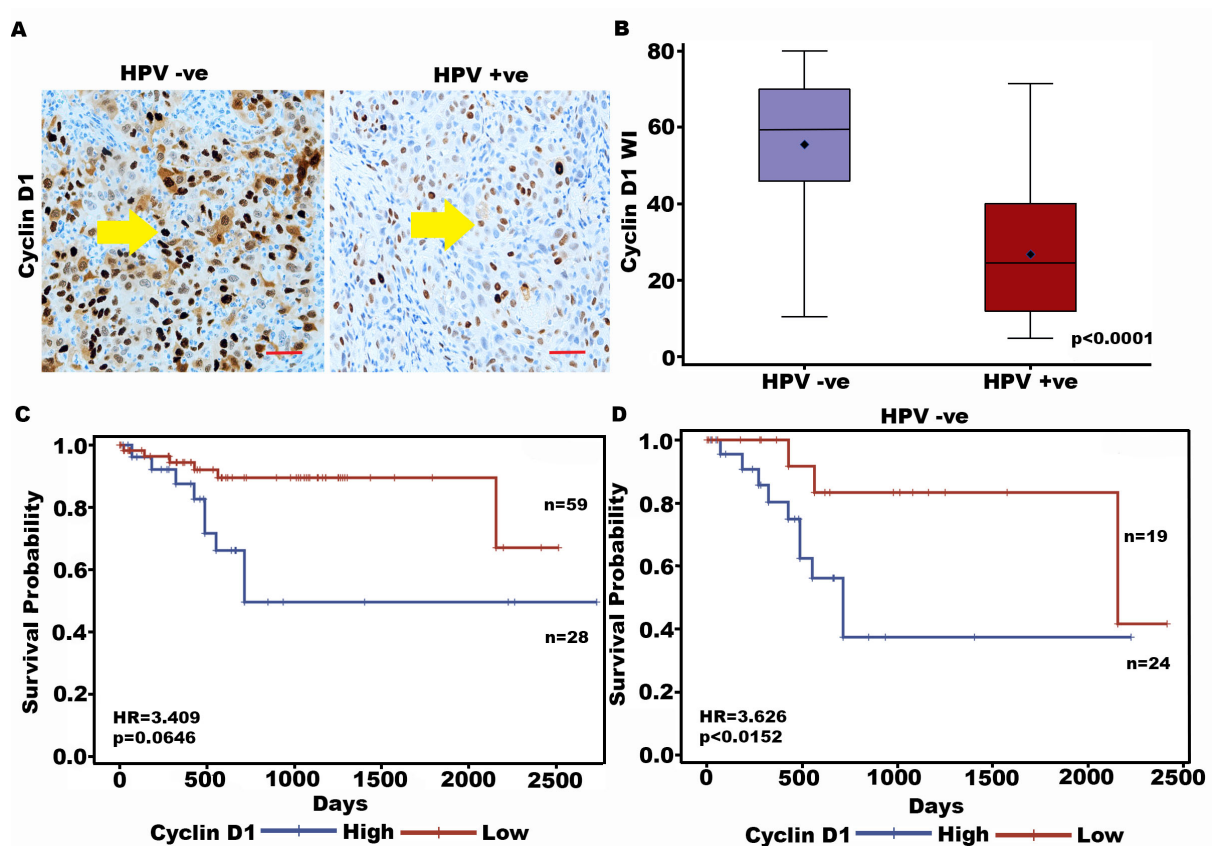 A
HPV -ve
HPV +ve
Cyclin D1
B
80
60
40
20
0
Cyclin D1 WI
p<0.0001
HPV -ve
HPV +ve
C
1.0
0.8
0.6
0.4
0.2
0.0
Survival Probability
n=59
n=28
HR=3.409
p=0.0646
0
500
1000
1500
2000
2500
Days
Cyclin D1
High
Low
D
HPV -ve
1.0
0.8
0.6
0.4
0.2
0.0
Survival Probability
n=19
n=24
HR=3.626
p<0.0152
0
500
1000
1500
2000
2500
Days
Cyclin D1
High
Low